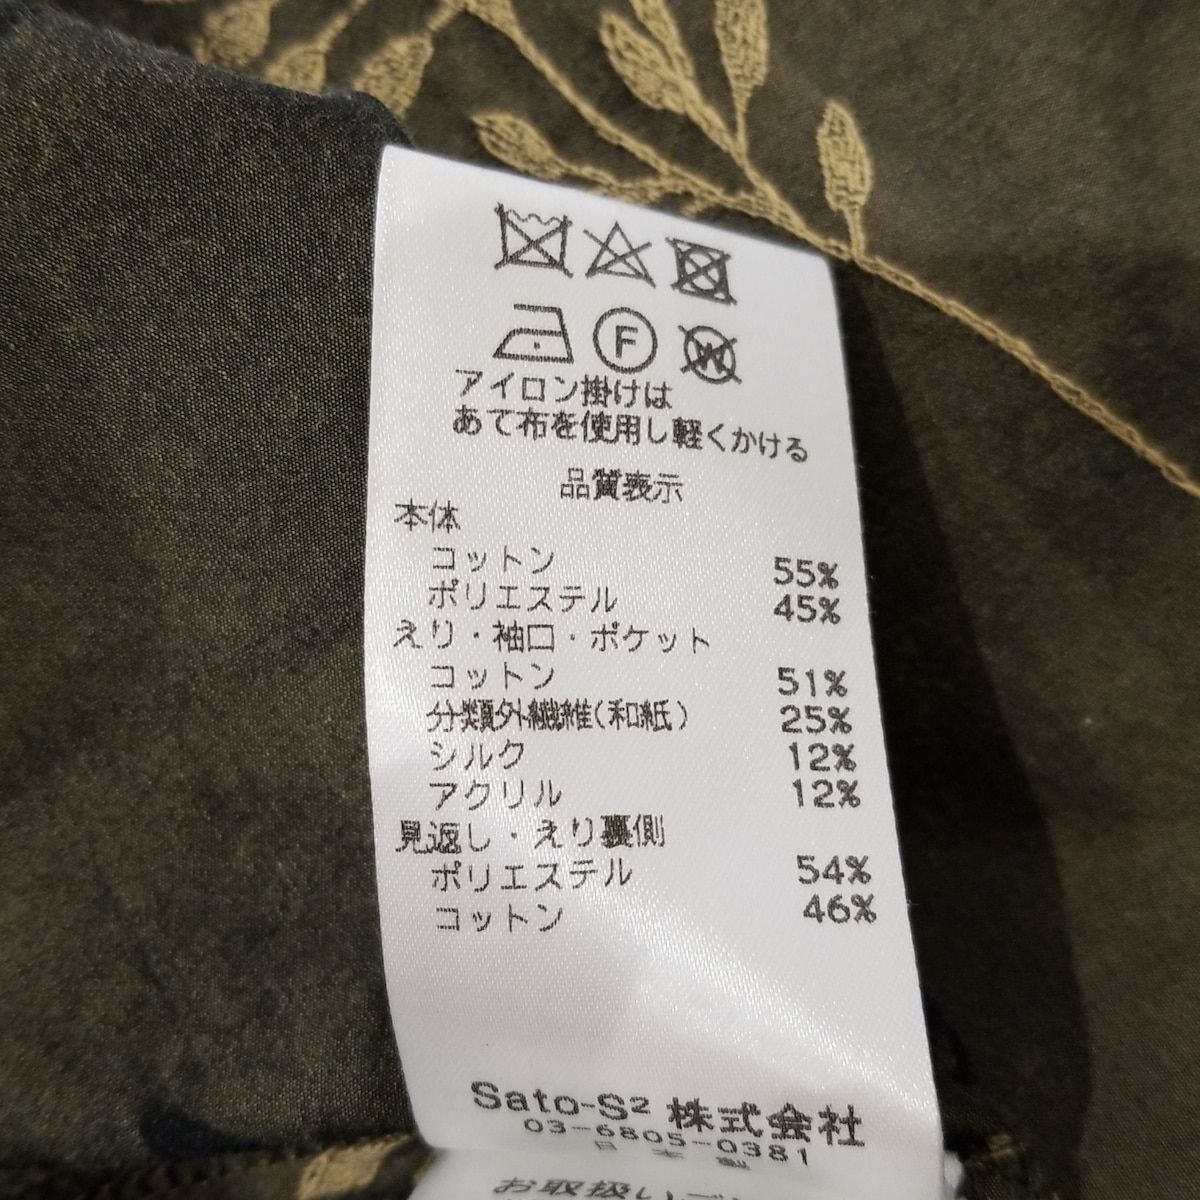 F W
アイロン掛けは
あて布を使用し軽くかける
品質表示
本体
コットン 55%
ポリエステル 45%
えり・袖口・ポケット
コットン 51%
分類外繊維(和紙) 25%
シルク 12%
アクリル 12%
見返し・えり裏側
ポリエステル 54%
コットン 46%
Sato-S² 株式会社
03-6805-0381
日本製
お取扱い